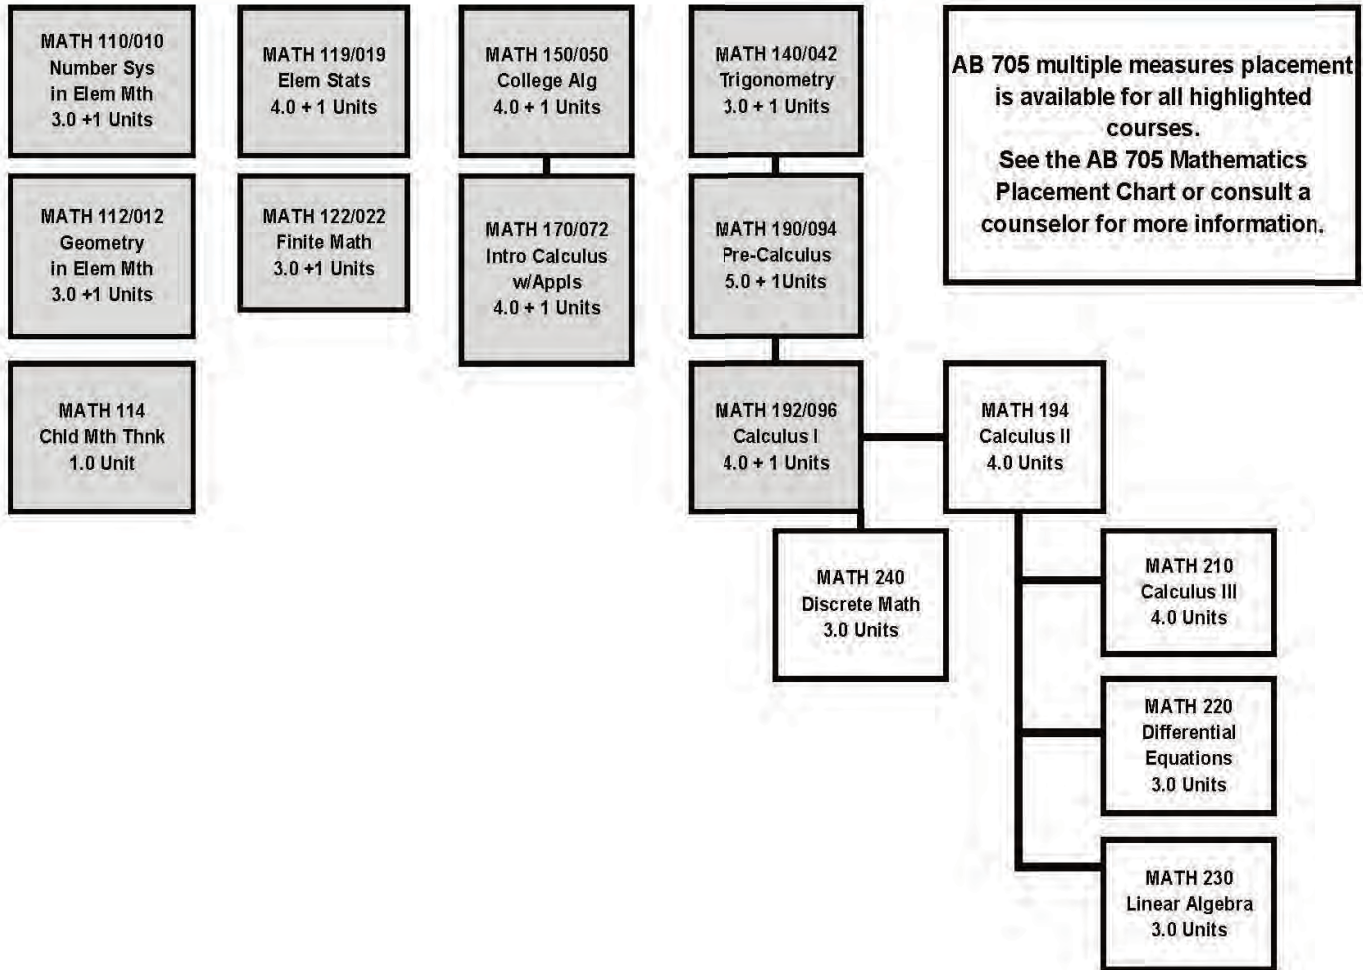 MATH 110/010
Number Sys
in Elem Mth
3.0 +1 Units
MATH 119/019
Elem Stats
4.0 + 1 Units
MATH 150/050
College Alg
4.0 + 1 Units
MATH 140/042
Trigonometry
3.0 + 1 Units
AB 705 multiple measures placement
is available for all highlighted
courses.
See the AB 705 Mathematics
Placement Chart or consult a
counselor for more information.
MATH 112/012
Geometry
in Elem Mth
3.0 +1 Units
MATH 122/022
Finite Math
3.0 +1 Units
MATH 170/072
Intro Calculus
w/Appls
4.0 + 1 Units
MATH 190/094
Pre-Calculus
5.0 + 1Units
MATH 114
Chld Mth Thnk
1.0 Unit
MATH 192/096
Calculus I
4.0 + 1 Units
MATH 194
Calculus II
4.0 Units
MATH 240
Discrete Math
3.0 Units
MATH 210
Calculus III
4.0 Units
MATH 220
Differential
Equations
3.0 Units
MATH 230
Linear Algebra
3.0 Units